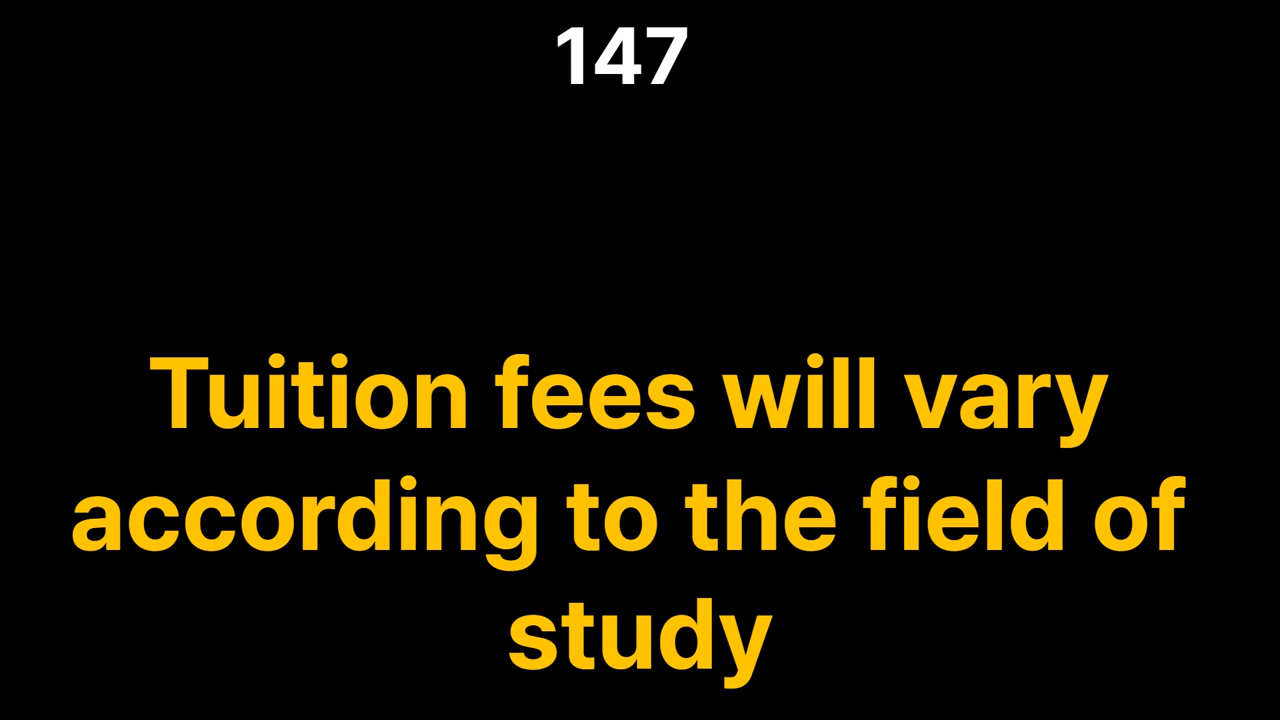 147
Tuition fees will vary
according to the field of
study